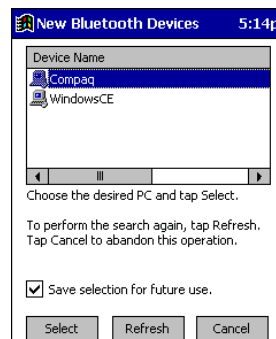 New Bluetooth Devices 5:14p
Device Name
Compaq
WindowsCE
Choose the desired PC and tap Select.
To perform the search again, tap Refresh.
Tap Cancel to abandon this operation.
Save selection for future use.
Select Refresh Cancel